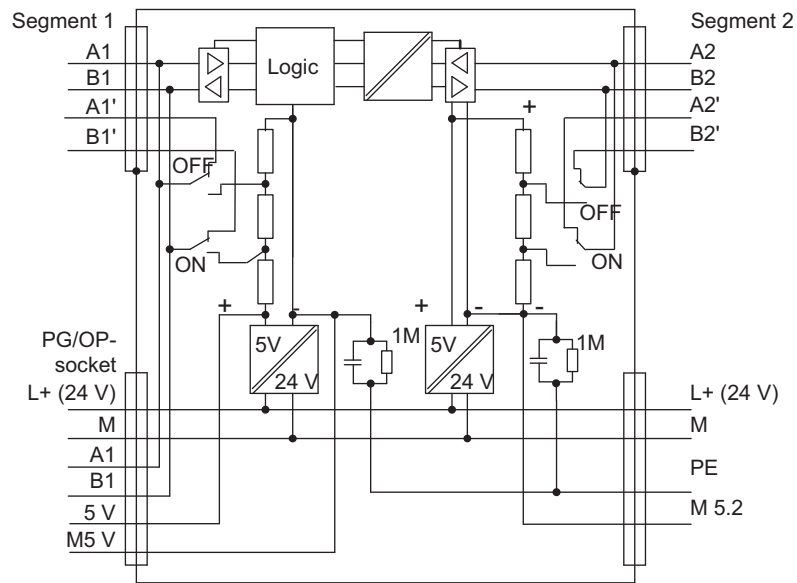 Segment 1
Segment 2
A1
B1
A1'
B1'
Logic
A2
B2
A2'
B2'
+
OFF
ON
OFF
ON
+
-
+
-
-
PG/OP-
socket
5V
24 V
1M
5V
24 V
1M
L+ (24 V)
M
A1
B1
5 V
M5 V
L+ (24 V)
M
PE
M 5.2